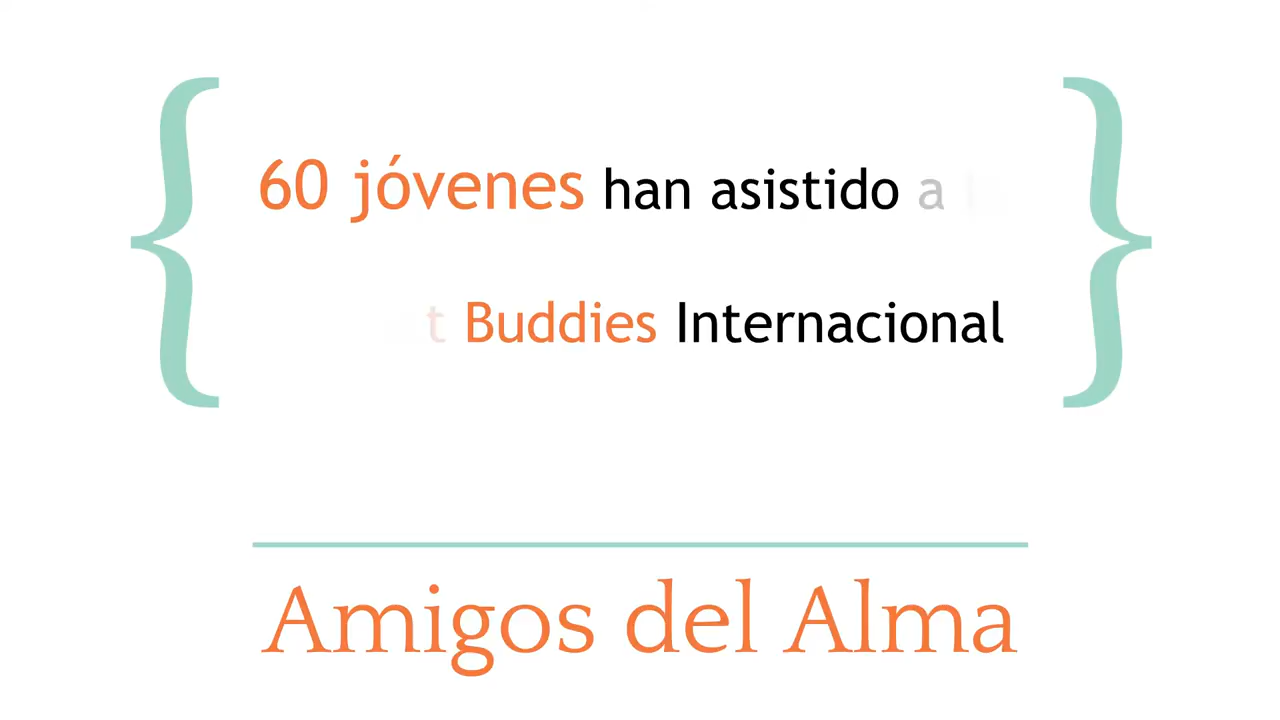 60 jóvenes han asistido a
Buddies Internacional
Amigos del Alma